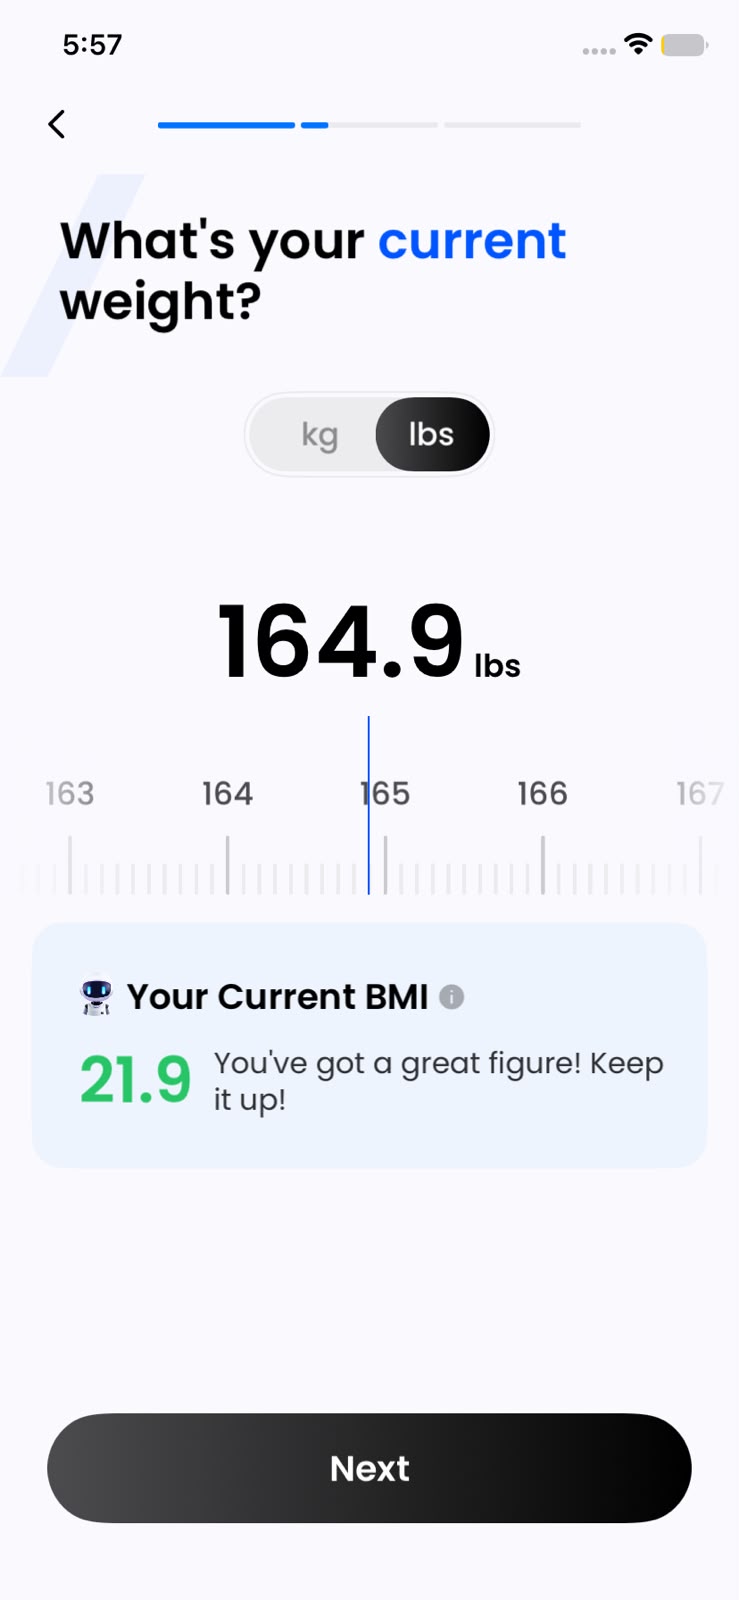 5:57
What's your current
weight?
kg lbs
164.9 lbs
163 164 165 166 167
Your Current BMI
21.9 You've got a great figure! Keep
it up!
Next